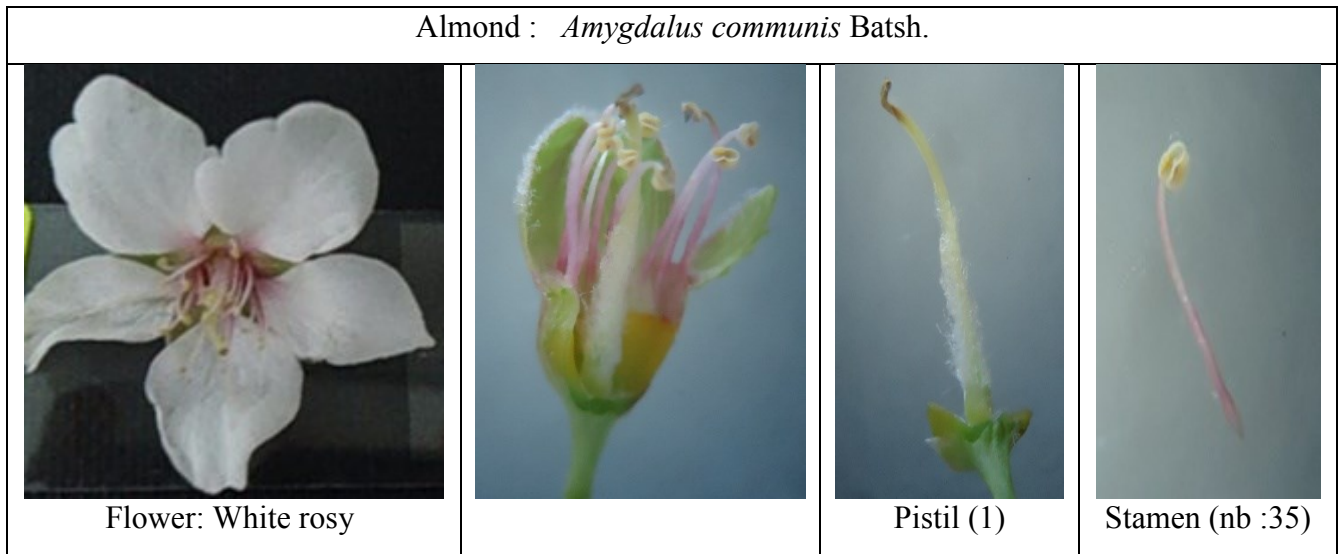 Almond : Amygdalus communis Batsh.
Flower: White rosy
Pistil (1)
Stamen (nb :35)